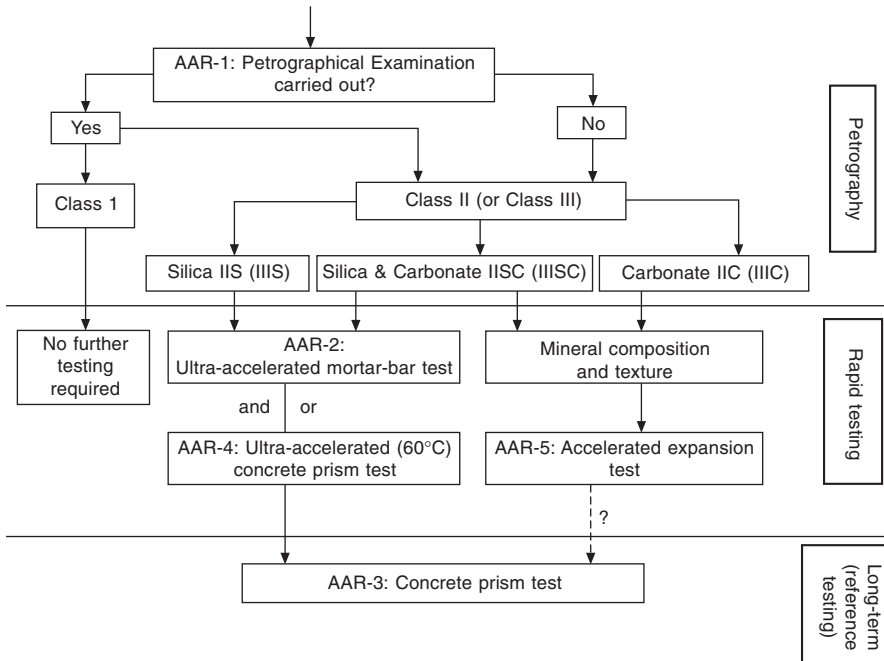 AAR-1: Petrographical Examination
carried out?
Yes
No
Petrography
Class 1
Class II (or Class III)
Silica IIS (IIIS)
Silica & Carbonate IISC (IIISC)
Carbonate IIC (IIIC)
No further
testing
required
AAR-2:
Ultra-accelerated mortar-bar test
Mineral composition
and texture
Rapid testing
and
or
AAR-4: Ultra-accelerated (60°C)
concrete prism test
AAR-5: Accelerated expansion
test
?
AAR-3: Concrete prism test
Long-term
(reference
testing)